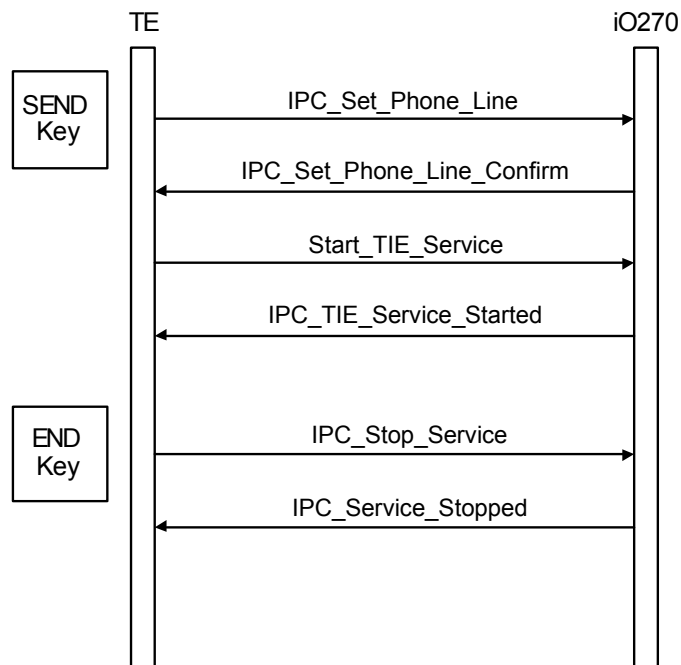 TE
iO270
SEND
Key
IPC_Set_Phone_Line
IPC_Set_Phone_Line_Confirm
Start_TIE_Service
IPC_TIE_Service_Started
END
Key
IPC_Stop_Service
IPC_Service_Stopped